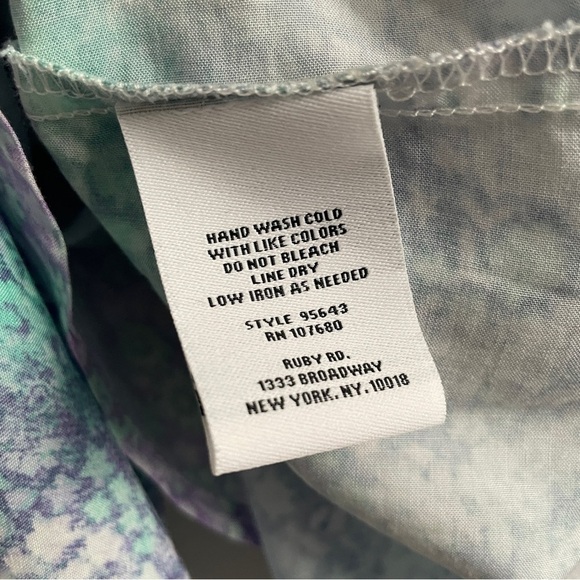 HAND WASH COLD
WITH LIKE COLORS
DO NOT BLEACH
LINE DRY
LOW IRON AS NEEDED
STYLE 95643
RN 107680
RUBY RD.
1333 BROADWAY
NEW YORK, NY. 10018